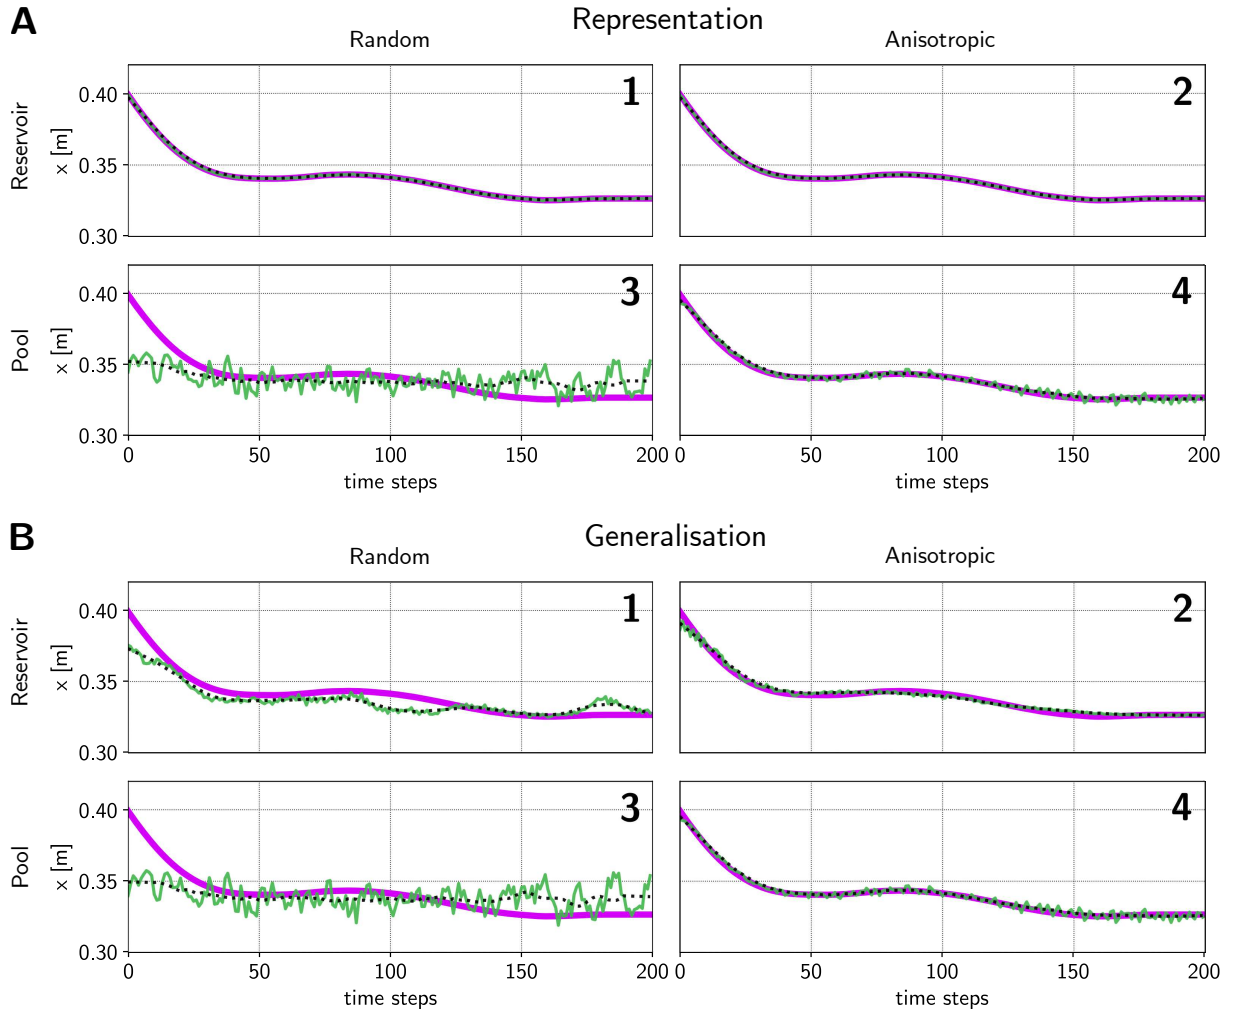 A
Representation
Random
Anisotropic
Reservoir
x [m]
0.40
0.35
0.30
1
2
Pool
x [m]
0.40
0.35
0.30
3
4
0 50 100 150 200
0 50 100 150 200
time steps
time steps
B
Generalisation
Random
Anisotropic
Reservoir
x [m]
0.40
0.35
0.30
1
2
Pool
x [m]
0.40
0.35
0.30
3
4
0 50 100 150 200
0 50 100 150 200
time steps
time steps